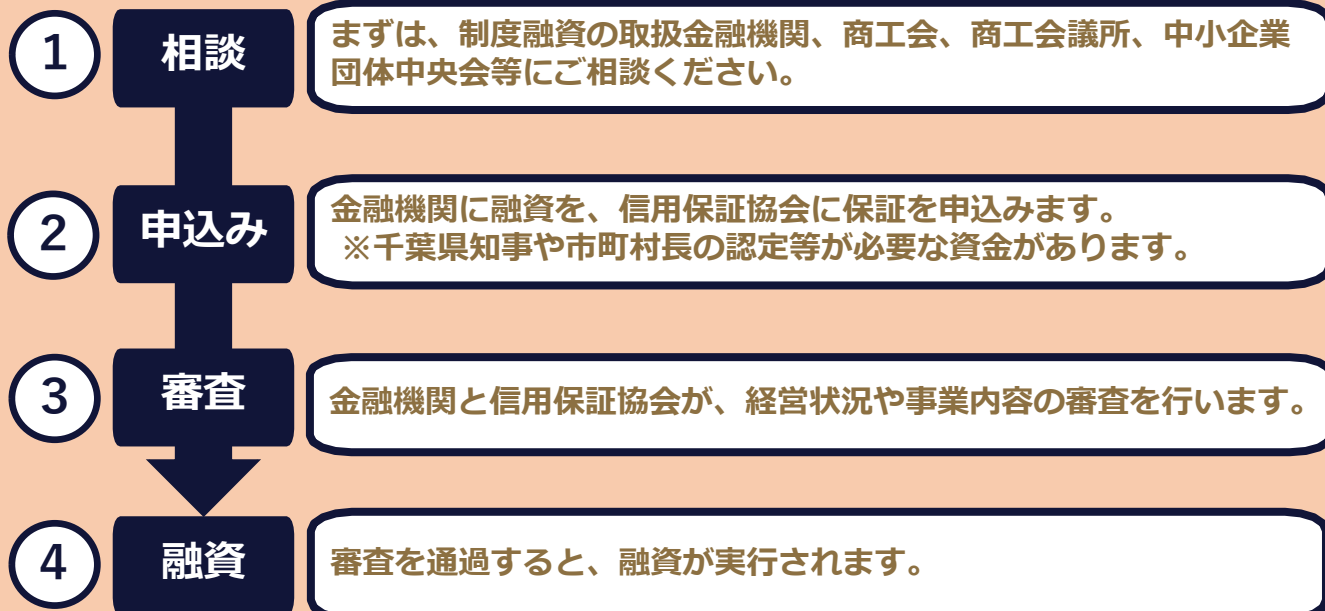 1
相談
まずは、制度融資の取扱金融機関、商工会、商工会議所、中小企業
団体中央会等にご相談ください。
2
申込み
金融機関に融資を、信用保証協会に保証を申込みます。
※千葉県知事や市町村長の認定等が必要な資金があります。
3
審査
金融機関と信用保証協会が、経営状況や事業内容の審査を行います。
4
融資
審査を通過すると、融資が実行されます。